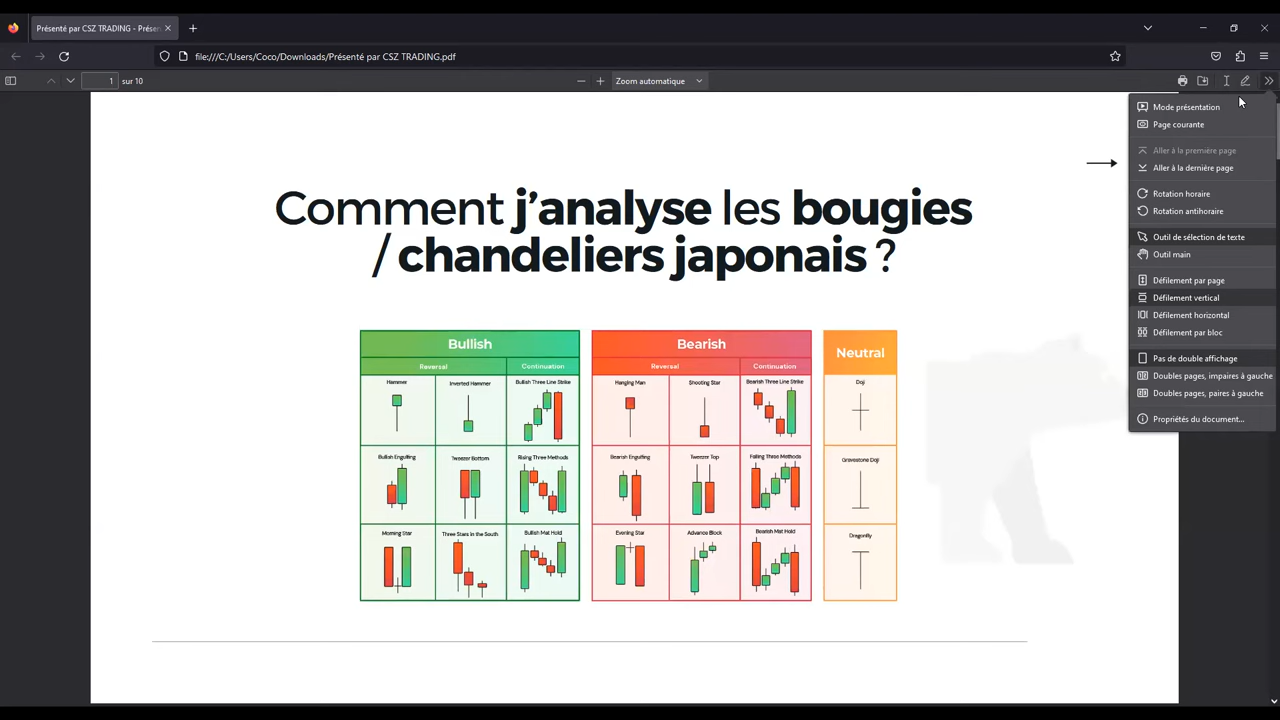 Présenté par CSZ TRADING - Présen
file:///C:/Users/Coco/Downloads/Présenté par CSZ TRADING.pdf
1 sur 10
Zoom automatique
Mode présentation
Page courante
Aller à la première page
Aller à la dernière page
Rotation horaire
Rotation antihoraire
Outil de sélection de texte
Outil main
Défilement par page
Défilement vertical
Défilement horizontal
Défilement par bloc
Pas de double affichage
Doubles pages, impaires à gauche
Doubles pages, paires à gauche
Propriétés du document...
Comment j'analyse les bougies
/ chandeliers japonais ?
Bullish
Reversal Continuation
Hammer Inverted Hammer Bullish Three Line Strike
Bullish Engulfing Tweezer Bottom Rising Three Methods
Morning Star Three Stars in the South Bullish Mat Hold
Bearish
Reversal Continuation
Hanging Man Shooting Star Bearish Three Line Strike
Bearish Engulfing Tweezer Top Falling Three Methods
Evening Star Advance Block Bearish Mat Hold
Neutral
Doji
Gravestone Doji
Dragonfly